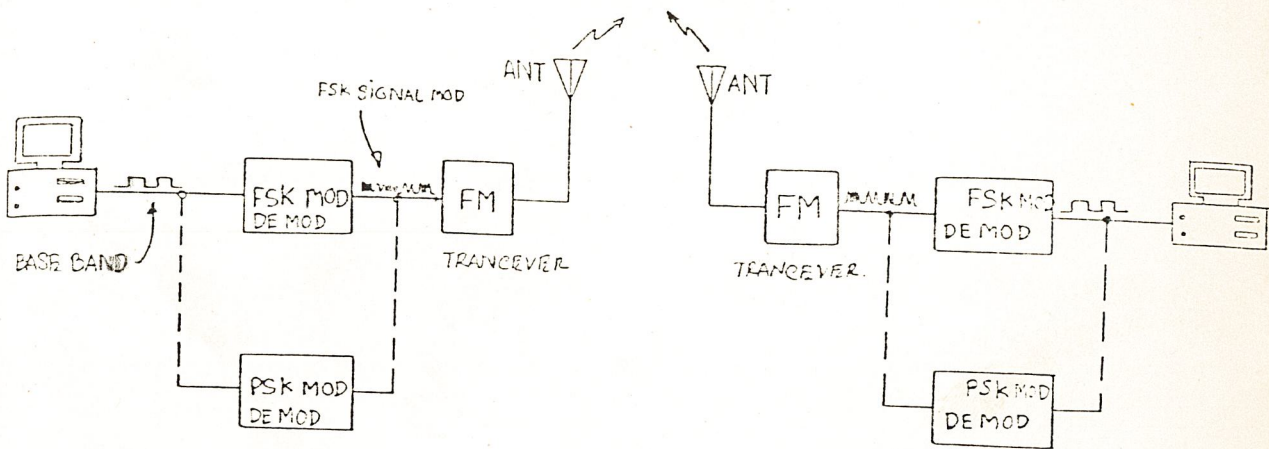 ANT
FSK SIGNAL MOD
FSK MOD
DE MOD
FM
BASE BAND
TRANCEVER
PSK MOD
DE MOD
ANT
FM
FSK MOD
DE MOD
TRANCEVER.
PSK MOD
DE MOD